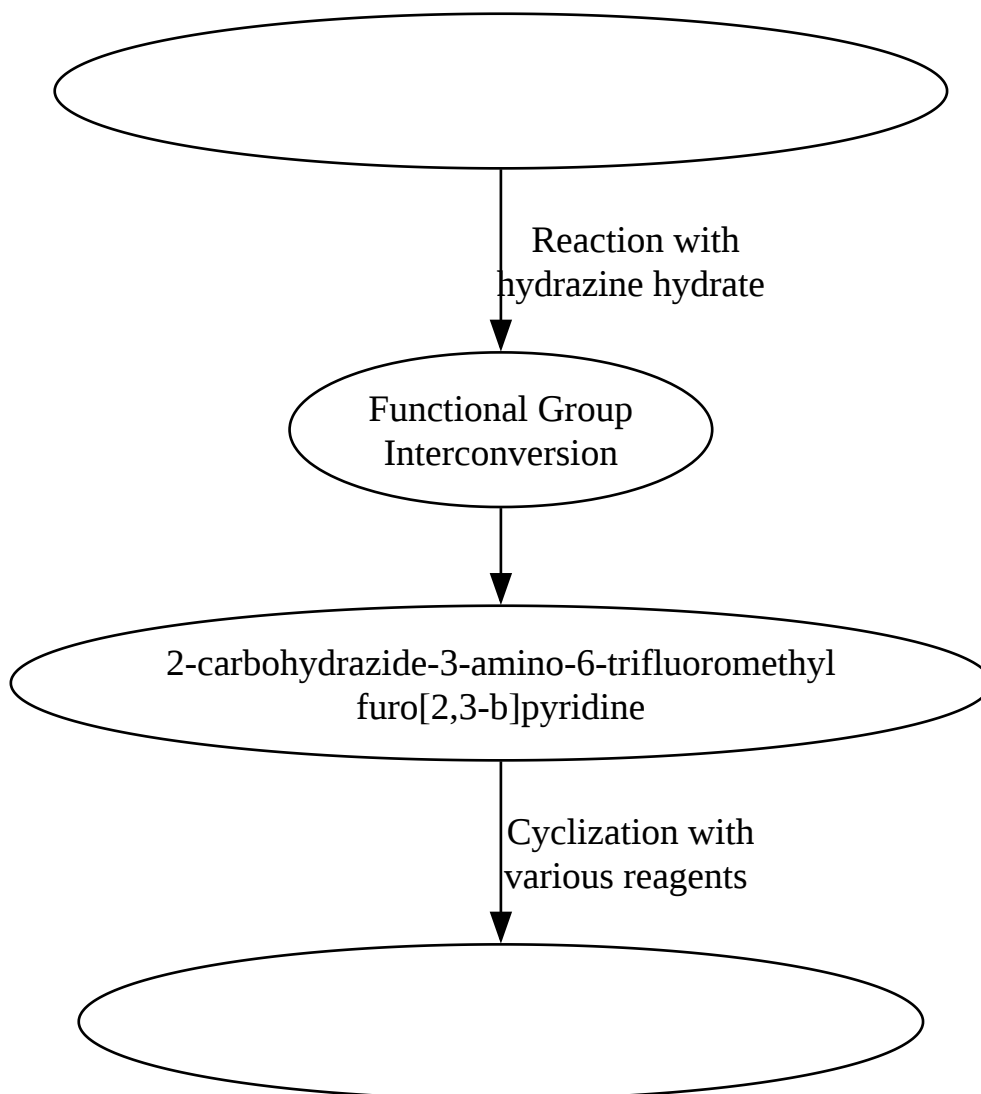 Reaction with
hydrazine hydrate
Functional Group
Interconversion
2-carbohydrazide-3-amino-6-trifluoromethyl
furo[2,3-b]pyridine
Cyclization with
various reagents